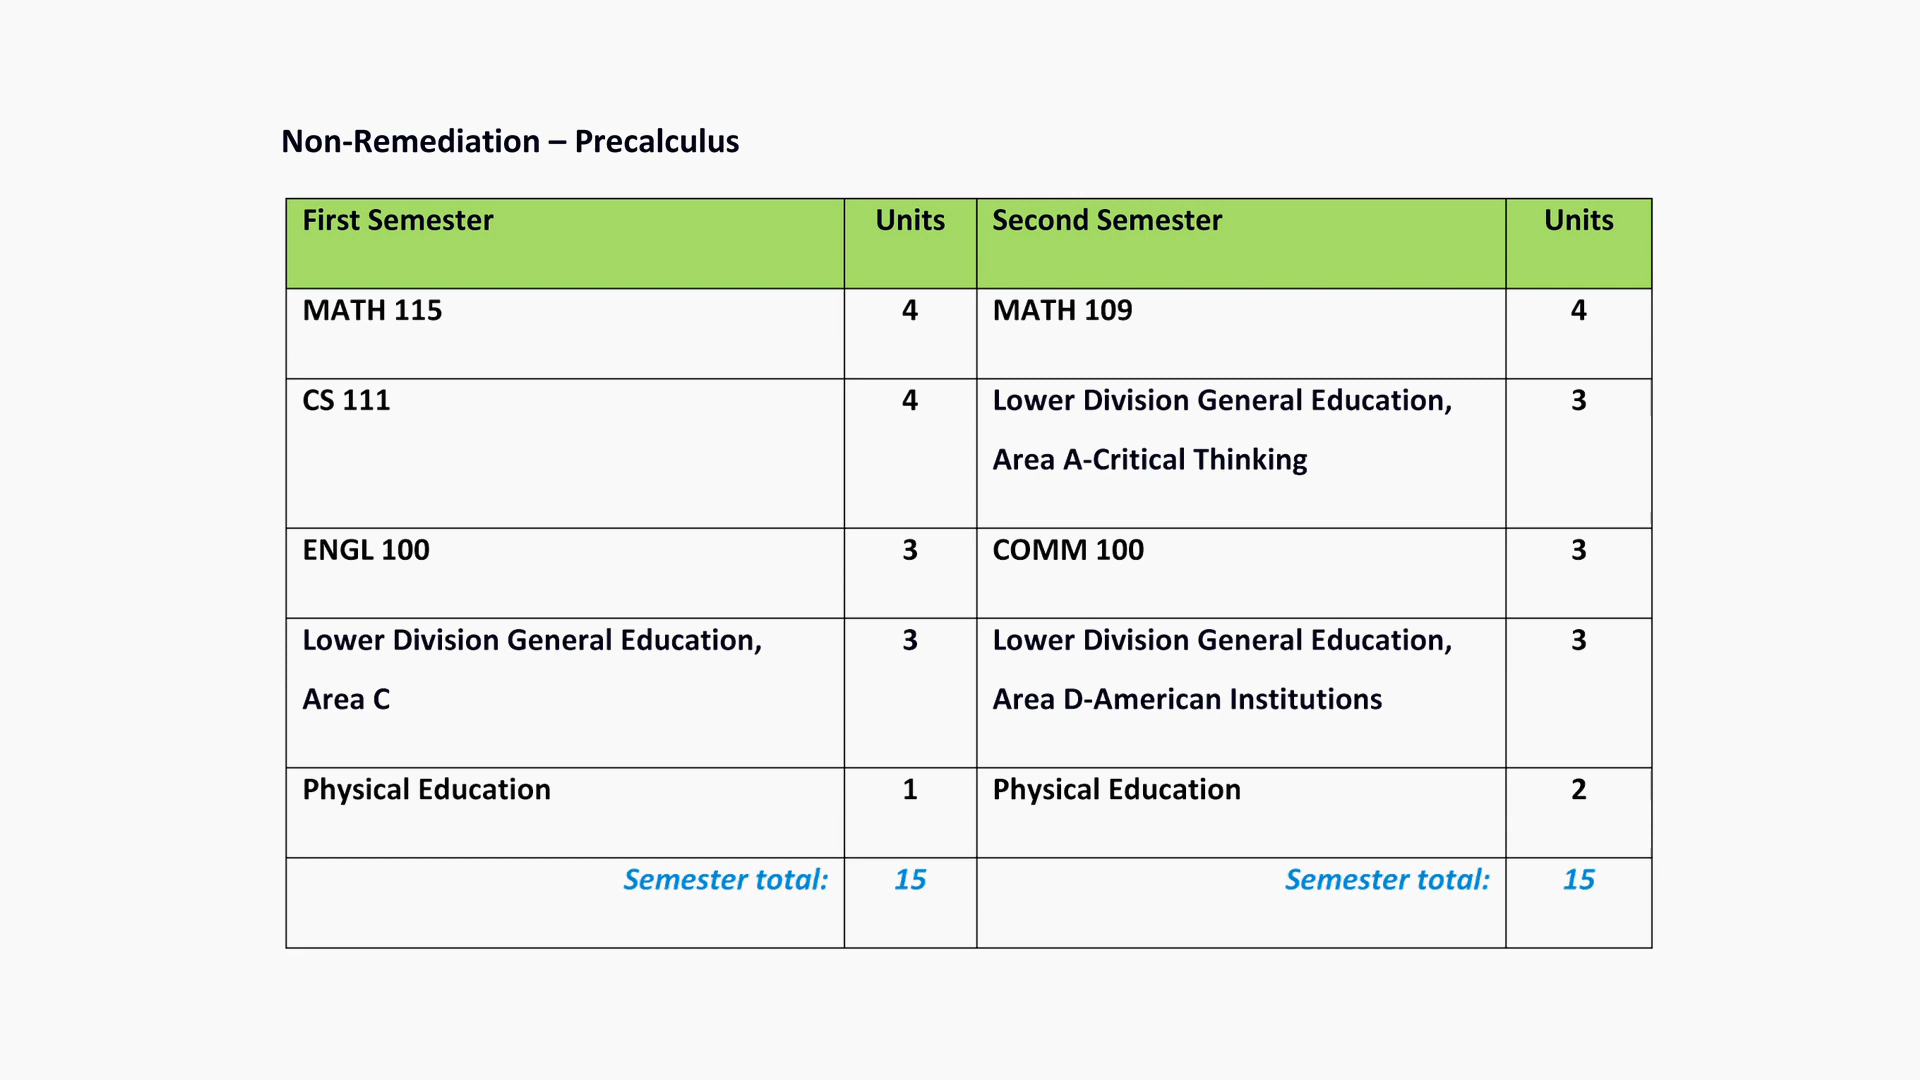 Non-Remediation – Precalculus
First Semester Units Second Semester Units
MATH 115 4 MATH 109 4
CS 111 4 Lower Division General Education, 3
Area A-Critical Thinking
ENGL 100 3 COMM 100 3
Lower Division General Education, 3 Lower Division General Education, 3
Area C Area D-American Institutions
Physical Education 1 Physical Education 2
Semester total: 15 Semester total: 15